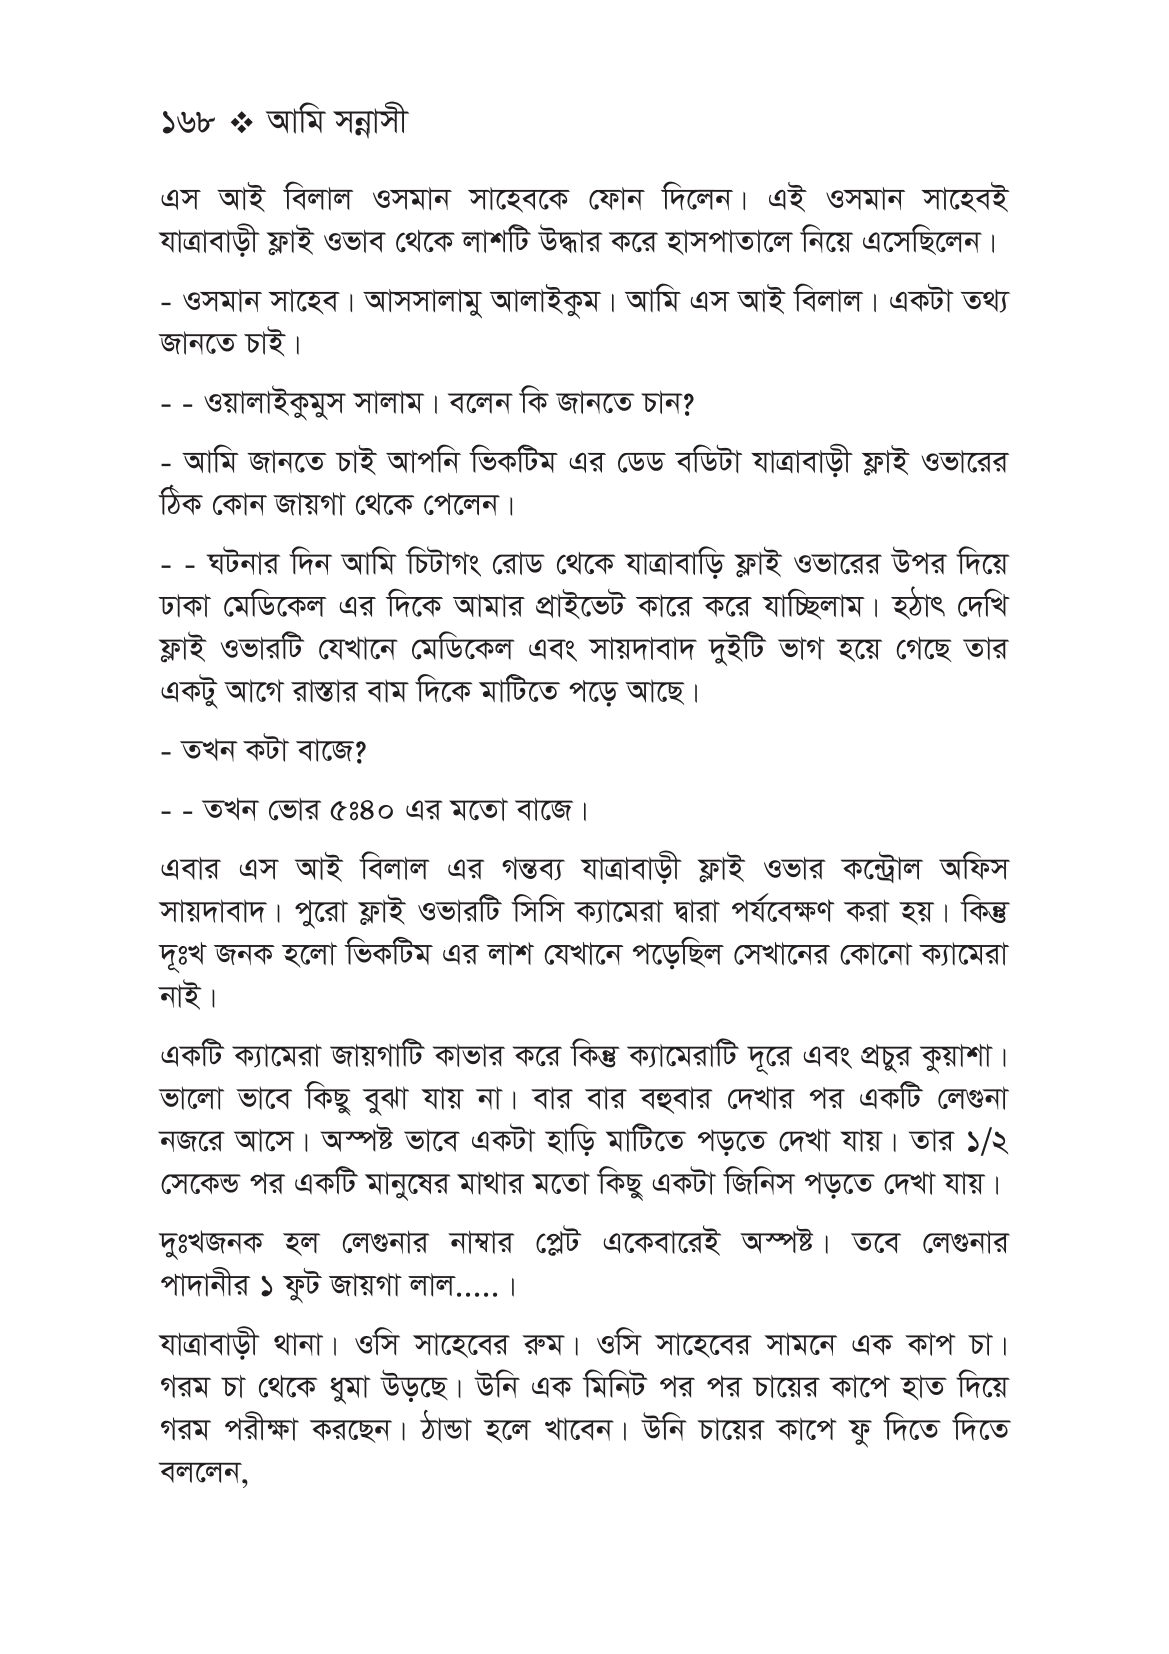 ১৬৮ ❖ আমি সন্নাসী
এস আই বিলাল ওসমান সাহেবকে ফোন দিলেন। এই ওসমান সাহেবই
যাত্রাবাড়ী ফ্লাই ওভাব থেকে লাশটি উদ্ধার করে হাসপাতালে নিয়ে এসেছিলেন।
- ওসমান সাহেব। আসসালামু আলাইকুম। আমি এস আই বিলাল। একটা তথ্য
জানতে চাই।
- - ওয়ালাইকুমুস সালাম। বলেন কি জানতে চান?
- আমি জানতে চাই আপনি ভিকটিম এর ডেড বডিটা যাত্রাবাড়ী ফ্লাই ওভারের
ঠিক কোন জায়গা থেকে পেলেন।
- - ঘটনার দিন আমি চিটাগং রোড থেকে যাত্রাবাড়ি ফ্লাই ওভারের উপর দিয়ে
ঢাকা মেডিকেল এর দিকে আমার প্রাইভেট কারে করে যাচ্ছিলাম। হঠাৎ দেখি
ফ্লাই ওভারটি যেখানে মেডিকেল এবং সায়দাবাদ দুইটি ভাগ হয়ে গেছে তার
একটু আগে রাস্তার বাম দিকে মাটিতে পড়ে আছে।
- তখন কটা বাজে?
- - তখন ভোর ৫ঃ৪০ এর মতো বাজে।
এবার এস আই বিলাল এর গন্তব্য যাত্রাবাড়ী ফ্লাই ওভার কন্ট্রোল অফিস
সায়দাবাদ। পুরো ফ্লাই ওভারটি সিসি ক্যামেরা দ্বারা পর্যবেক্ষণ করা হয়। কিন্তু
দূঃখ জনক হলো ভিকটিম এর লাশ যেখানে পড়েছিল সেখানের কোনো ক্যামেরা
নাই।
একটি ক্যামেরা জায়গাটি কাভার করে কিন্তু ক্যামেরাটি দূরে এবং প্রচুর কুয়াশা।
ভালো ভাবে কিছু বুঝা যায় না। বার বার বহুবার দেখার পর একটি লেগুনা
নজরে আসে। অস্পষ্ট ভাবে একটা হাড়ি মাটিতে পড়তে দেখা যায়। তার ১/২
সেকেন্ড পর একটি মানুষের মাথার মতো কিছু একটা জিনিস পড়তে দেখা যায়।
দুঃখজনক হল লেগুনার নাম্বার প্লেট একেবারেই অস্পষ্ট। তবে লেগুনার
পাদানীর ১ ফুট জায়গা লাল.....।
যাত্রাবাড়ী থানা। ওসি সাহেবের রুম। ওসি সাহেবের সামনে এক কাপ চা।
গরম চা থেকে ধুমা উড়ছে। উনি এক মিনিট পর পর চায়ের কাপে হাত দিয়ে
গরম পরীক্ষা করছেন। ঠান্ডা হলে খাবেন। উনি চায়ের কাপে ফু দিতে দিতে
বললেন,